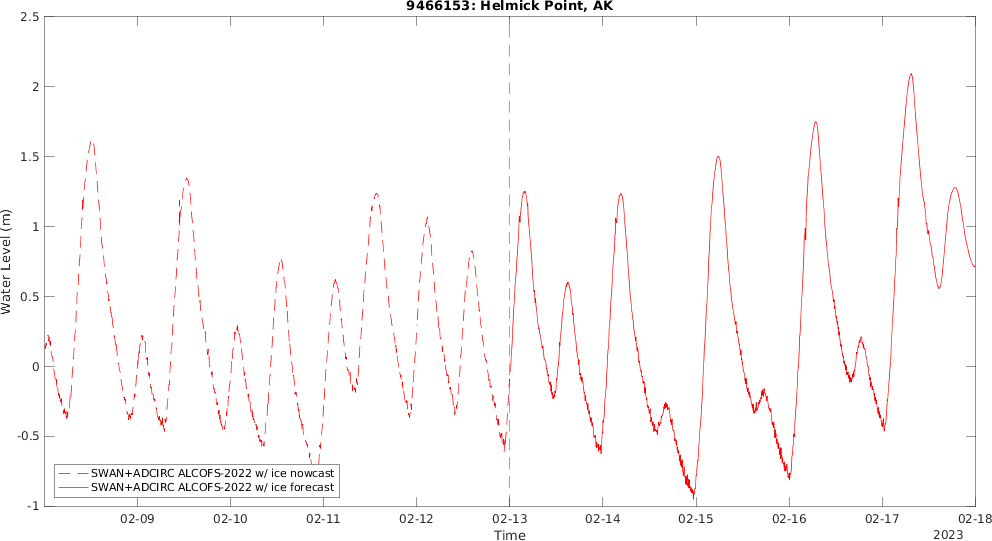 9466153: Helmick Point, AK
2.5
2
1.5
1
0.5
0
-0.5
-1
Water Level (m)
SWAN+ADCIRC ALCOFS-2022 w/ ice nowcast
SWAN+ADCIRC ALCOFS-2022 w/ ice forecast
02-09 02-10 02-11 02-12 02-13 02-14 02-15 02-16 02-17 02-18
Time
2023